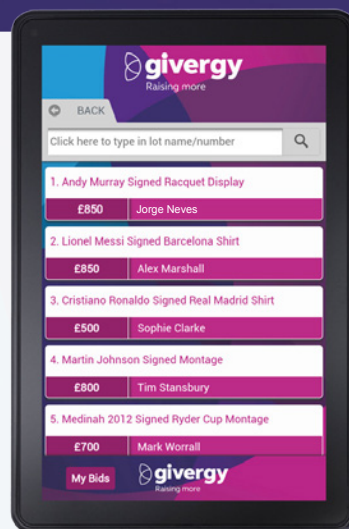 givergy
Raising more
BACK
Click here to type in lot name/number
1. Andy Murray Signed Racquet Display
£850 Jorge Neves
2. Lionel Messi Signed Barcelona Shirt
£850 Alex Marshall
3. Cristiano Ronaldo Signed Real Madrid Shirt
£500 Sophie Clarke
4. Martin Johnson Signed Montage
£800 Tim Stansbury
5. Medinah 2012 Signed Ryder Cup Montage
£700 Mark Worrall
My Bids givergy
Raising more